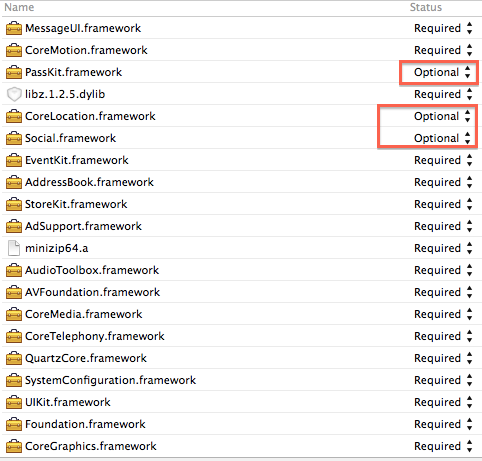 Name Status
MessageUI.framework Required
CoreMotion.framework Required
PassKit.framework Optional
libz.1.2.5.dylib Required
CoreLocation.framework Optional
Social.framework Optional
EventKit.framework Required
AddressBook.framework Required
StoreKit.framework Required
AdSupport.framework Required
minizip64.a Required
AudioToolbox.framework Required
AVFoundation.framework Required
CoreMedia.framework Required
CoreTelephony.framework Required
QuartzCore.framework Required
SystemConfiguration.framework Required
UIKit.framework Required
Foundation.framework Required
CoreGraphics.framework Required